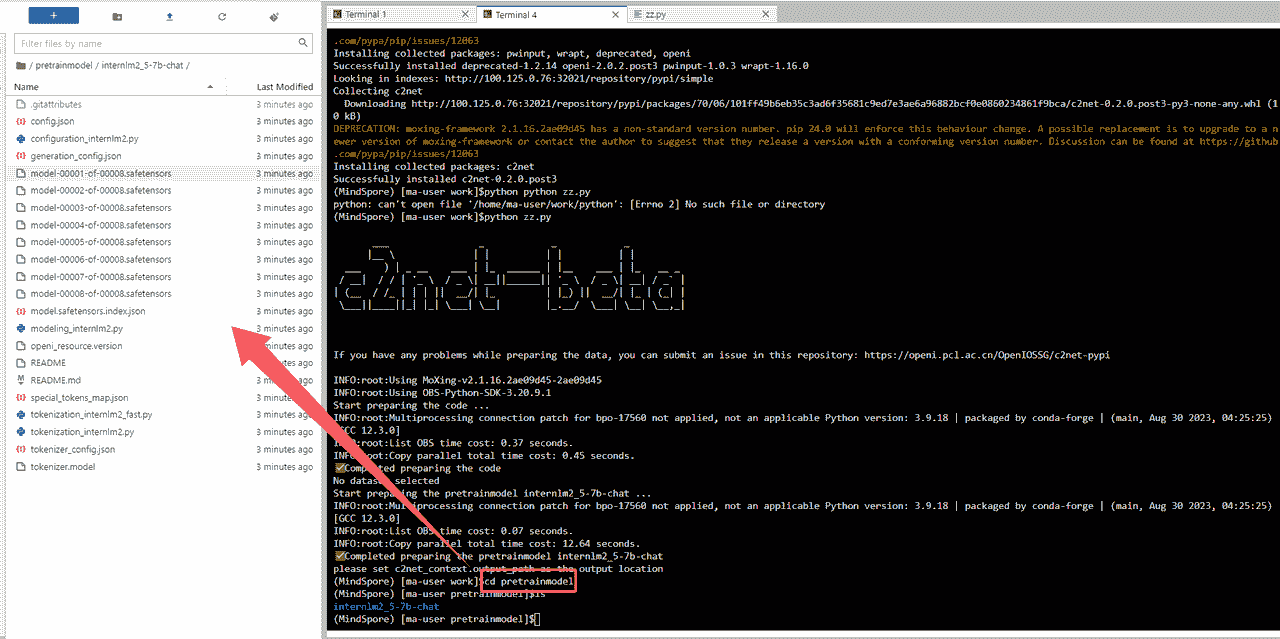 +
Filter files by name
/ pretrainmodel / internlm2_5-7b-chat /
Name Last Modified
.gitattributes 3 minutes ago
config.json 3 minutes ago
configuration_internlm2.py 3 minutes ago
generation_config.json 3 minutes ago
model-00001-of-00008.safetensors 3 minutes ago
model-00002-of-00008.safetensors 3 minutes ago
model-00003-of-00008.safetensors 3 minutes ago
model-00004-of-00008.safetensors 3 minutes ago
model-00005-of-00008.safetensors 3 minutes ago
model-00006-of-00008.safetensors 3 minutes ago
model-00007-of-00008.safetensors 3 minutes ago
model-00008-of-00008.safetensors 3 minutes ago
model.safetensors.index.json 3 minutes ago
modeling_internlm2.py 3 minutes ago
openi_resource.version minutes ago
README utes ago
README.md 3 m es ago
special_tokens_map.json 3 minu ago
tokenization_internlm2_fast.py 3 minutes ag
tokenization_internlm2.py 3 minutes ago
tokenizer_config.json 3 minutes ago
tokenizer.model 3 minutes ago
Terminal 1 Terminal 4 zz.py
.com/pypa/pip/issues/12063
Installing collected packages: pwinput, wrapt, deprecated, openi
Successfully installed deprecated-1.2.14 openi-2.0.2.post3 pwinput-1.0.3 wrapt-1.16.0
Looking in indexes: http://100.125.0.76:32021/repository/pypi/simple
Collecting c2net
Downloading http://100.125.0.76:32021/repository/pypi/packages/70/06/101ff49b6eb35c3ad6f35681c9ed7e3ae6a96882bcf0e0860234861f9bca/c2net-0.2.0.post3-py3-none-any.whl (1
0 kB)
DEPRECATION: moxing-framework 2.1.16.2ae09d45 has a non-standard version number. pip 24.0 will enforce this behaviour change. A possible replacement is to upgrade to a n
ewer version of moxing-framework or contact the author to suggest that they release a version with a conforming version number. Discussion can be found at https://github
.com/pypa/pip/issues/12063
Installing collected packages: c2net
Successfully installed c2net-0.2.0.post3
(MindSpore) [ma-user work]$python python zz.py
python: can't open file '/home/ma-user/work/python': [Errno 2] No such file or directory
(MindSpore) [ma-user work]$python zz.py
c2net-beta
If you have any problems while preparing the data, you can submit an issue in this repository: https://openi.pcl.ac.cn/OpenIOSSG/c2net-pypi
INFO:root:Using MoXing-v2.1.16.2ae09d45-2ae09d45
INFO:root:Using OBS-Python-SDK-3.20.9.1
Start preparing the code ...
INFO:root:Multiprocessing connection patch for bpo-17560 not applied, not an applicable Python version: 3.9.18 | packaged by conda-forge | (main, Aug 30 2023, 04:25:25)
[GCC 12.3.0]
INFO:root:List OBS time cost: 0.37 seconds.
INFO:root:Copy parallel total time cost: 0.45 seconds.
Completed preparing the code
No dataset selected
Start preparing the pretrainmodel internlm2_5-7b-chat ...
INFO:root:Multiprocessing connection patch for bpo-17560 not applied, not an applicable Python version: 3.9.18 | packaged by conda-forge | (main, Aug 30 2023, 04:25:25)
[GCC 12.3.0]
INFO:root:List OBS time cost: 0.07 seconds.
INFO:root:Copy parallel total time cost: 12.64 seconds.
Completed preparing the pretrainmodel internlm2_5-7b-chat
please set c2net_context.output_path as the output location
(MindSpore) [ma-user work]$cd pretrainmodel
(MindSpore) [ma-user pretrainmodel]$ls
internlm2_5-7b-chat
(MindSpore) [ma-user pretrainmodel]$